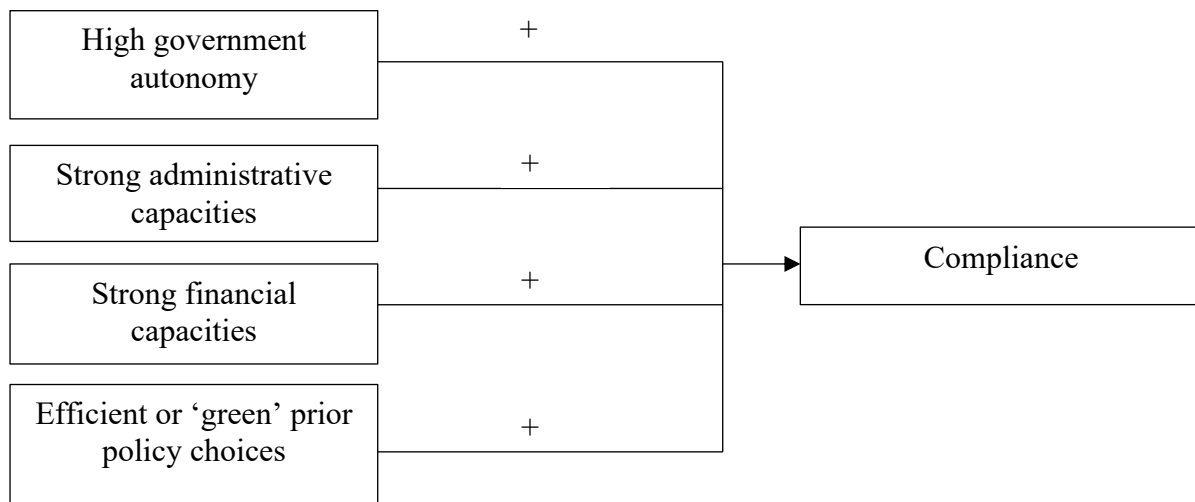 High government
autonomy
+
Strong administrative
capacities
+
Strong financial
capacities
+
Efficient or ‘green’ prior
policy choices
+
Compliance